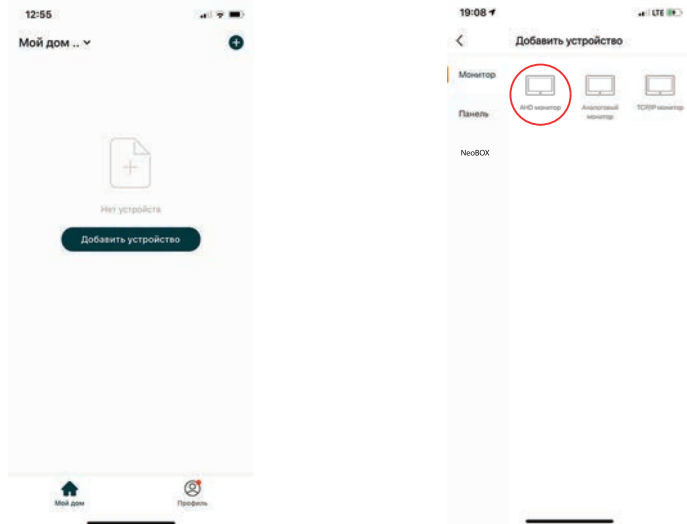 12:55
Мой дом ..
Нет устройств
Добавить устройство
Мой дом
Профиль
19:08
LTE
Добавить устройство
Монитор
Панель
NeoBOX
AHD монитор
Аналоговый
монитор
TCP/IP монитор